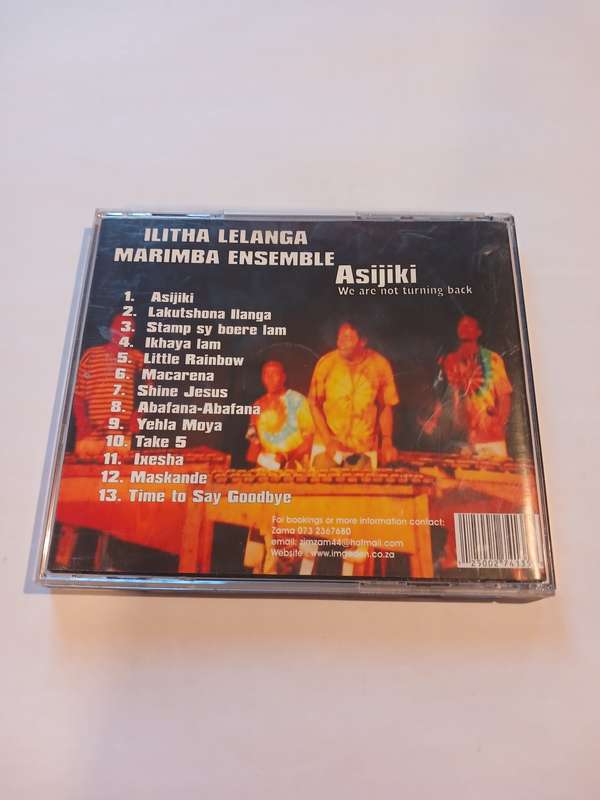 ILITHA LELANGA
MARIMBA ENSEMBLE
Asijiki
We are not turning back
1. Asijiki
2. Lakutshona Ilanga
3. Stamp sy boere lam
4. Ikhaya lam
5. Little Rainbow
6. Macarena
7. Shine Jesus
8. Abafana-Abafana
9. Yehla Moya
10. Take 5
11. Ixesha
12. Maskande
13. Time to Say Goodbye
For bookings or more information contact:
Zama 073 2367680
email: zimzam44@hotmail.com
Website :